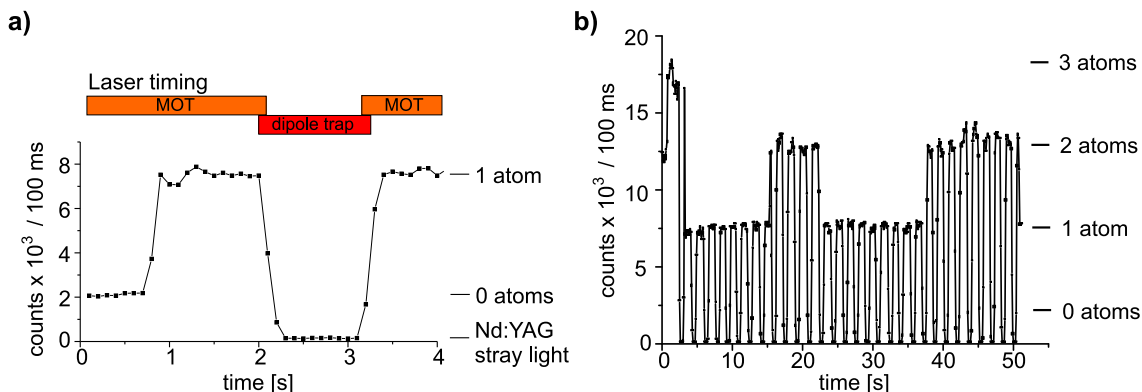 a)
Laser timing
MOT
MOT
dipole trap
counts x 10³ / 100 ms
8
6
4
2
0
1 atom
0 atoms
Nd:YAG
stray light
0 1 2 3 4
time [s]
b)
counts x 10³ / 100 ms
20
15
10
5
0
3 atoms
2 atoms
1 atom
0 atoms
0 10 20 30 40 50
time [s]